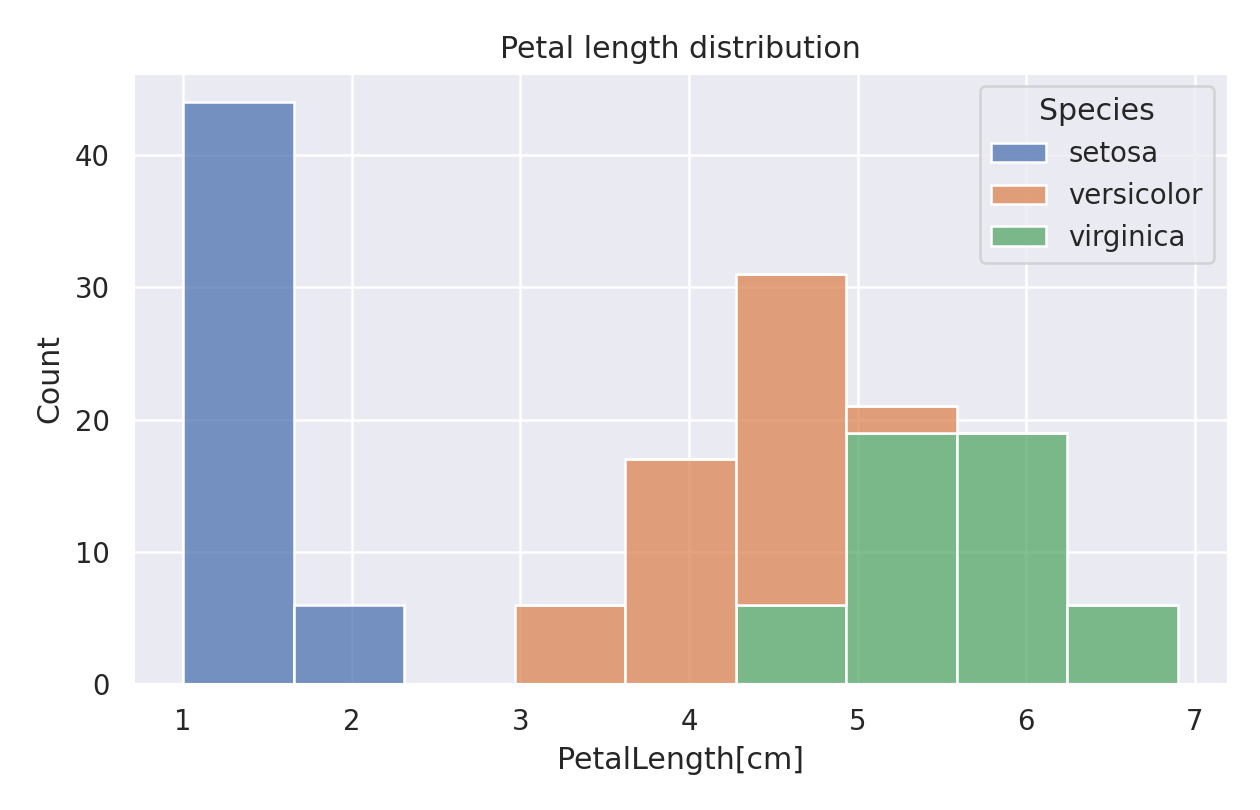 Petal length distribution
Species
setosa
versicolor
virginica
Count
40
30
20
10
0
1 2 3 4 5 6 7
PetalLength[cm]